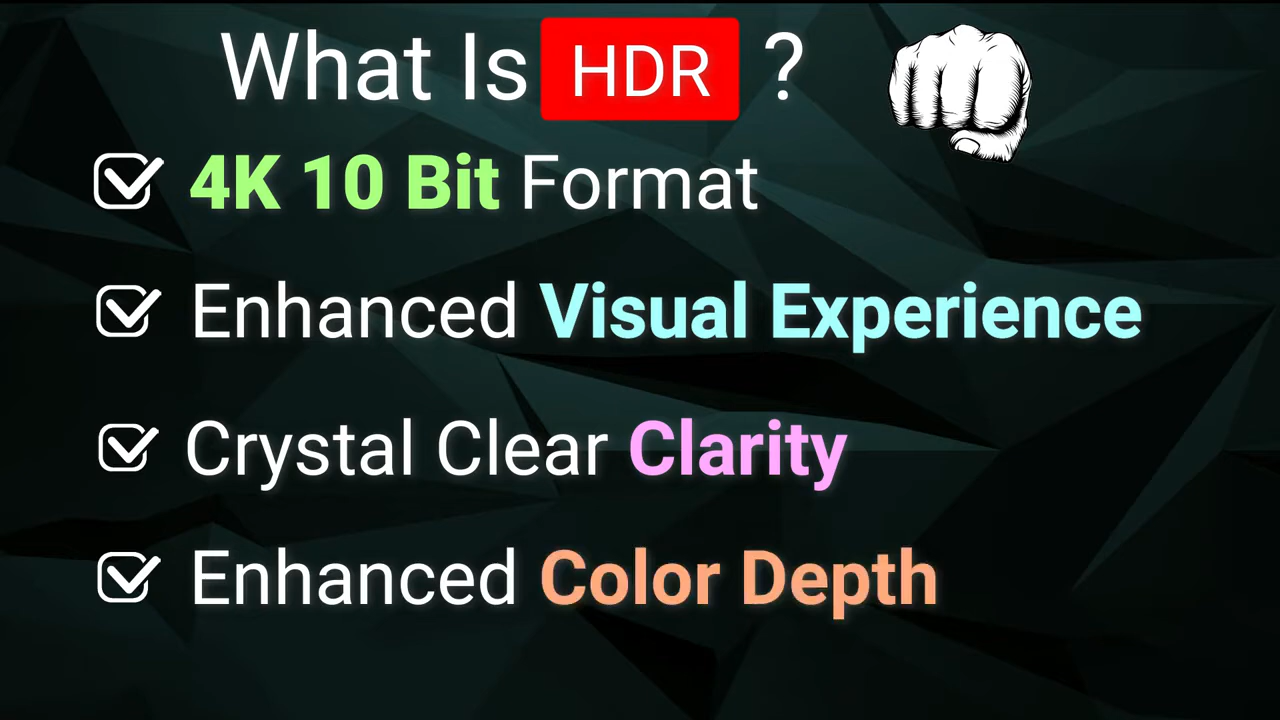 What Is HDR ?
4K 10 Bit Format
Enhanced Visual Experience
Crystal Clear Clarity
Enhanced Color Depth